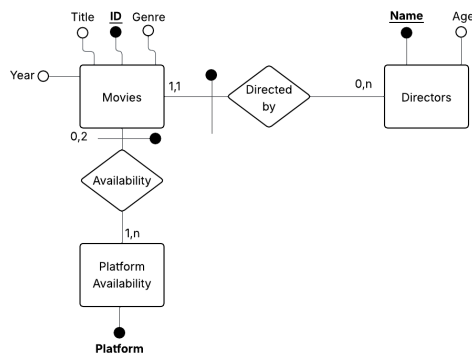 Title
ID
Genre
Name
Age
Year
Movies
1,1
Directed
by
0,n
Directors
0,2
Availability
1,n
Platform
Availability
Platform